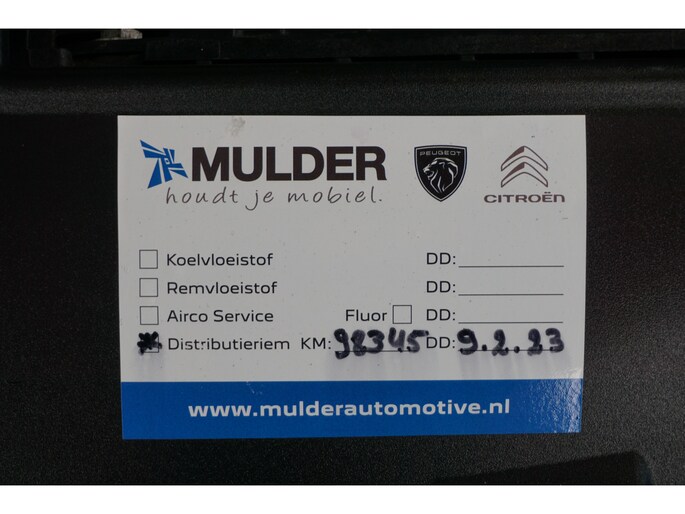 MULDER
houdt je mobiel.
PEUGEOT
CITROËN
Koelvloeistof DD:
Remvloeistof DD:
Airco Service Fluor DD:
Distributieriem KM: 98345 DD: 9.2.23
www.mulderautomotive.nl